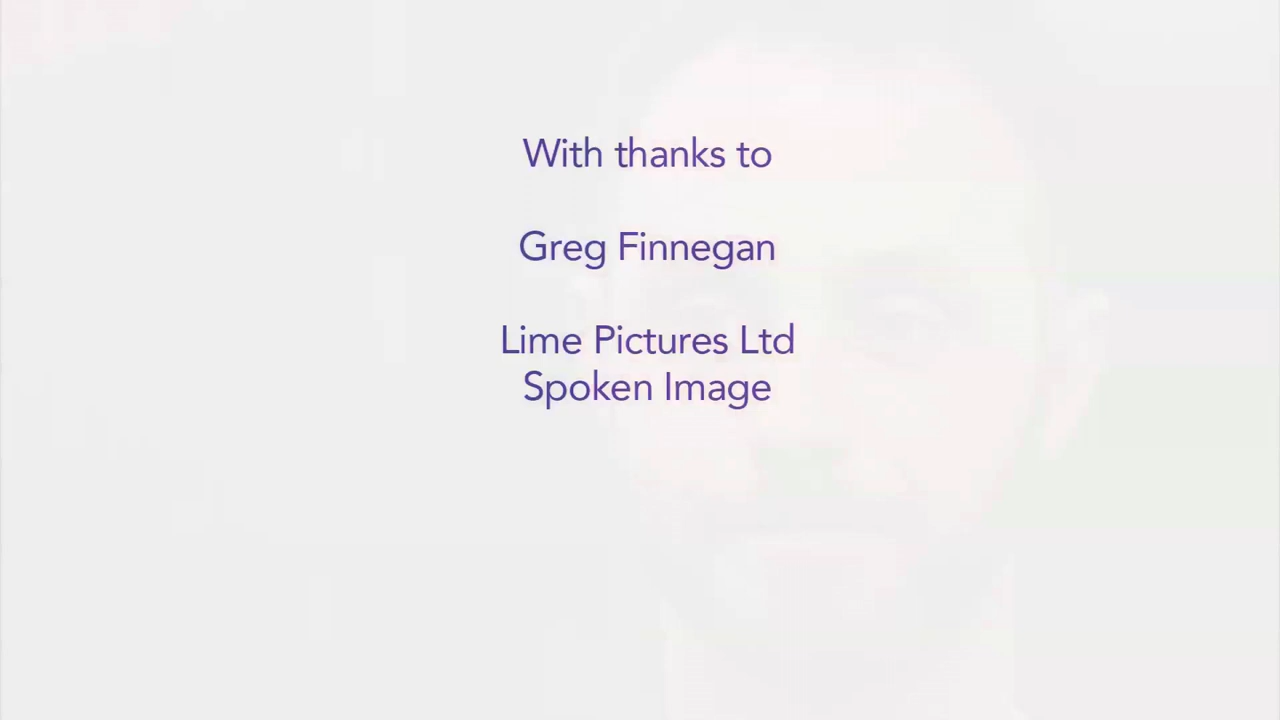 With thanks to
Greg Finnegan
Lime Pictures Ltd
Spoken Image